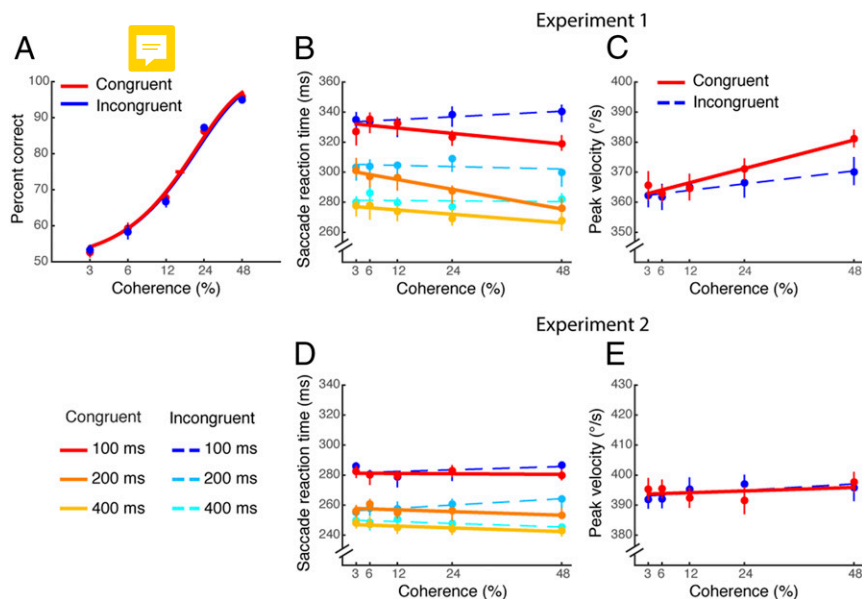 Experiment 1
A
Congruent
Incongruent
Percent correct
100
90
80
70
60
50
3 6 12 24 48
Coherence (%)
B
Saccade reaction time (ms)
360
340
320
300
280
260
3 6 12 24 48
Coherence (%)
C
Congruent
Incongruent
Peak velocity (°/s)
400
390
380
370
360
350
3 6 12 24 48
Coherence (%)
Experiment 2
Congruent Incongruent
100 ms 100 ms
200 ms 200 ms
400 ms 400 ms
D
Saccade reaction time (ms)
340
320
300
280
260
240
3 6 12 24 48
Coherence (%)
E
Peak velocity (°/s)
430
420
410
400
390
380
3 6 12 24 48
Coherence (%)